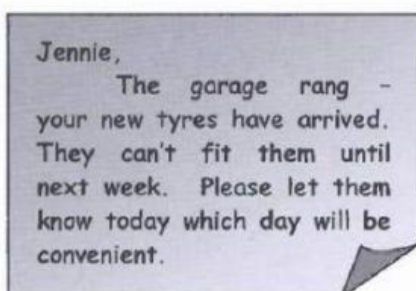 Jennie,
The garage rang –
your new tyres have arrived.
They can't fit them until
next week. Please let them
know today which day will be
convenient.